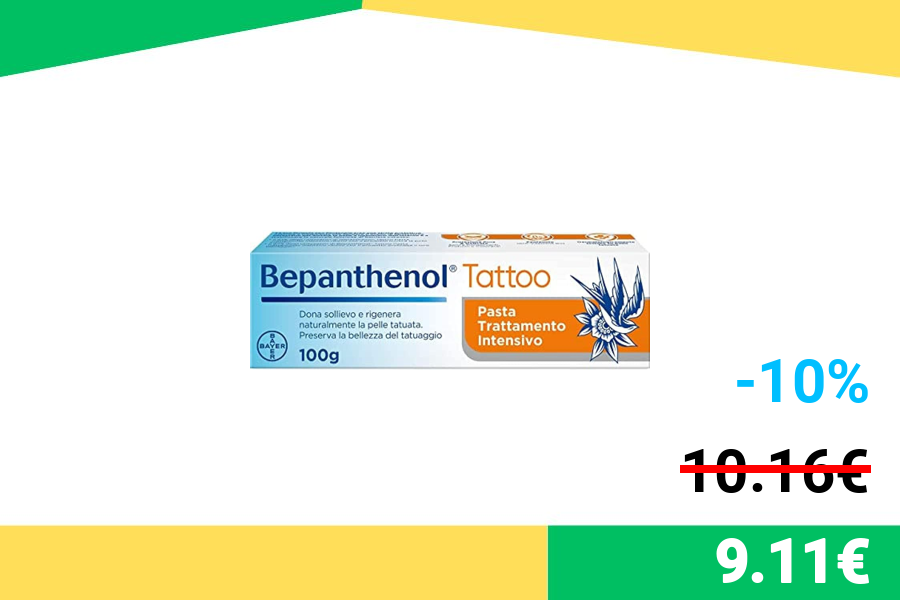 Bepanthenol® Tattoo
Dona sollievo e rigenera
naturalmente la pelle tatuata.
Preserva la bellezza del tatuaggio
100g
BAYER
BAYER
Pasta
Trattamento
Intensivo
-10%
10.16€
9.11€